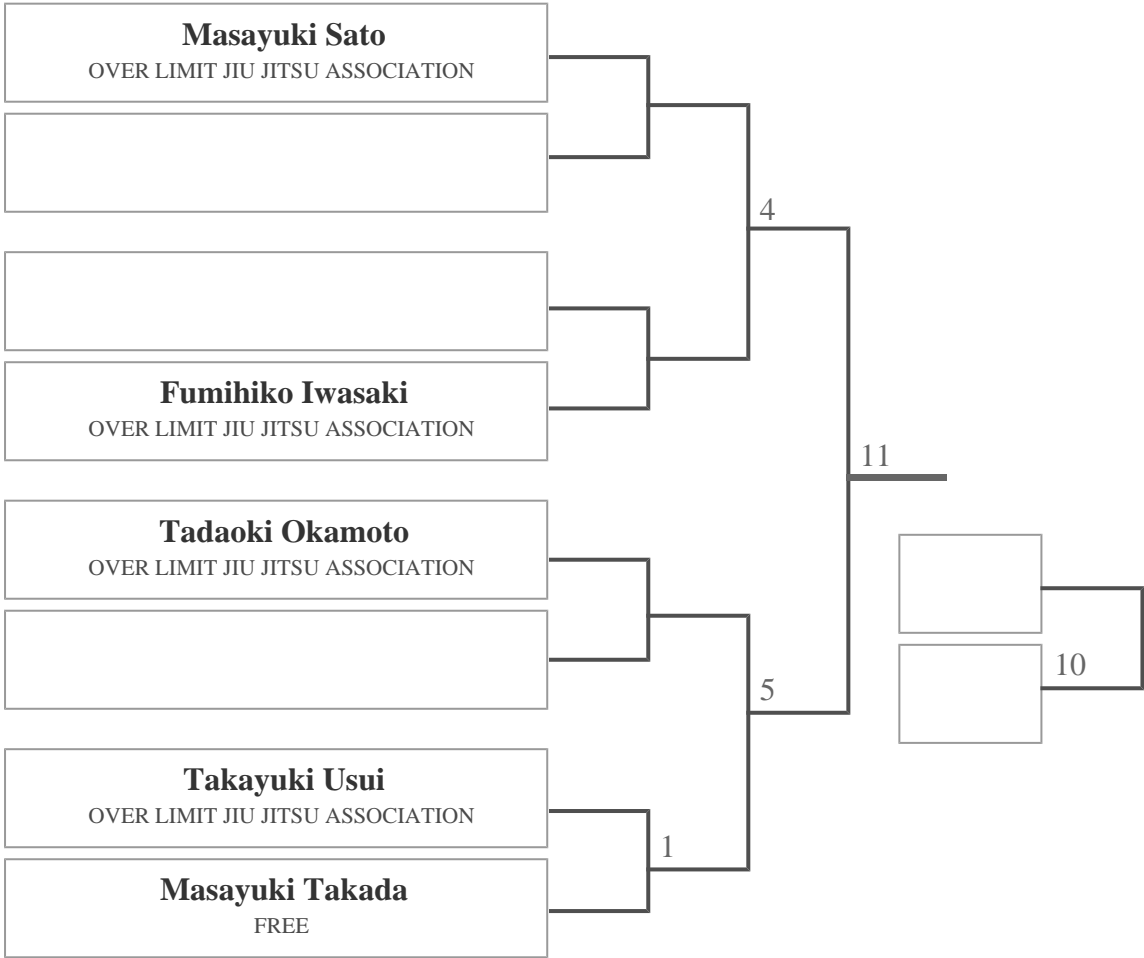 Masayuki Sato
OVER LIMIT JIU JITSU ASSOCIATION
4
Fumihiko Iwasaki
OVER LIMIT JIU JITSU ASSOCIATION
11
Tadaoki Okamoto
OVER LIMIT JIU JITSU ASSOCIATION
10
5
Takayuki Usui
OVER LIMIT JIU JITSU ASSOCIATION
1
Masayuki Takada
FREE